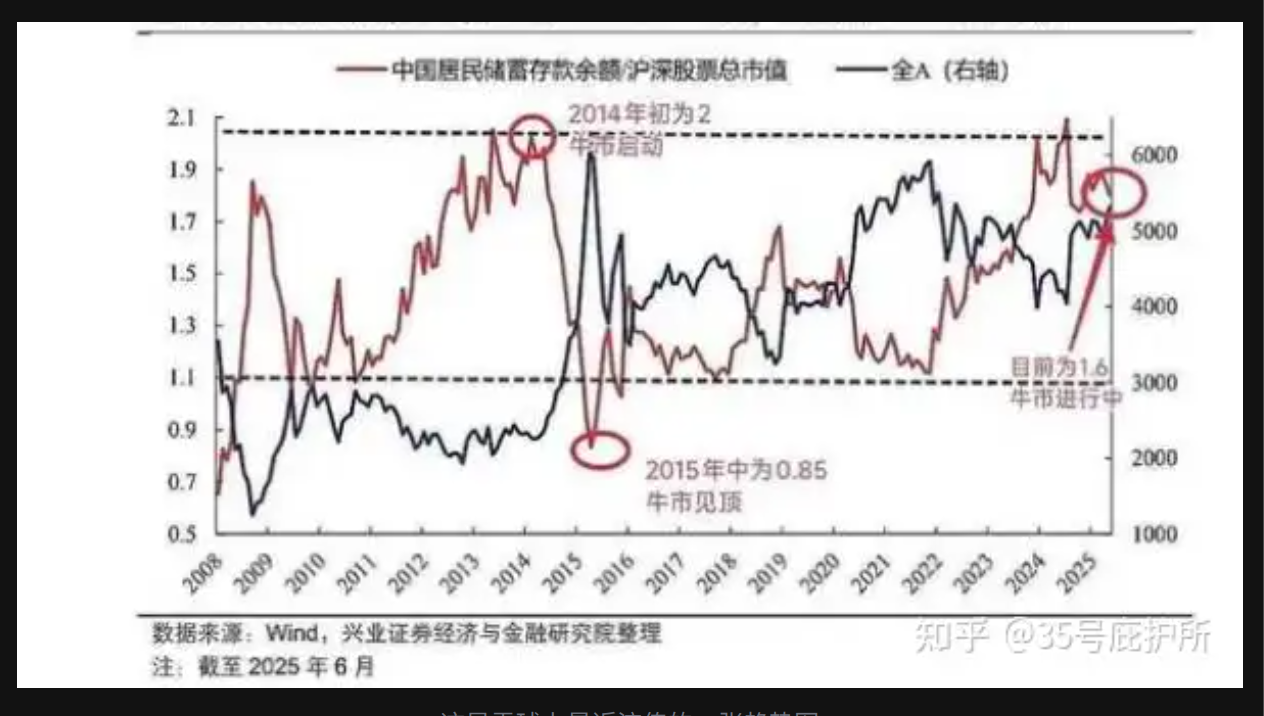 中国居民储蓄存款余额/沪深股票总市值 全A（右轴）
2014年初为2
牛市启动
2.1
1.9
1.7
1.5
1.3
1.1
0.9
0.7
0.5
6000
5000
4000
3000
2000
1000
目前为1.6
牛市进行中
2015年中为0.85
牛市见顶
2008 2009 2010 2011 2012 2013 2014 2015 2016 2017 2018 2019 2020 2021 2022 2023 2024 2025
数据来源：Wind，兴业证券经济与金融研究院整理
注：截至 2025 年 6 月
知乎 @35号庇护所